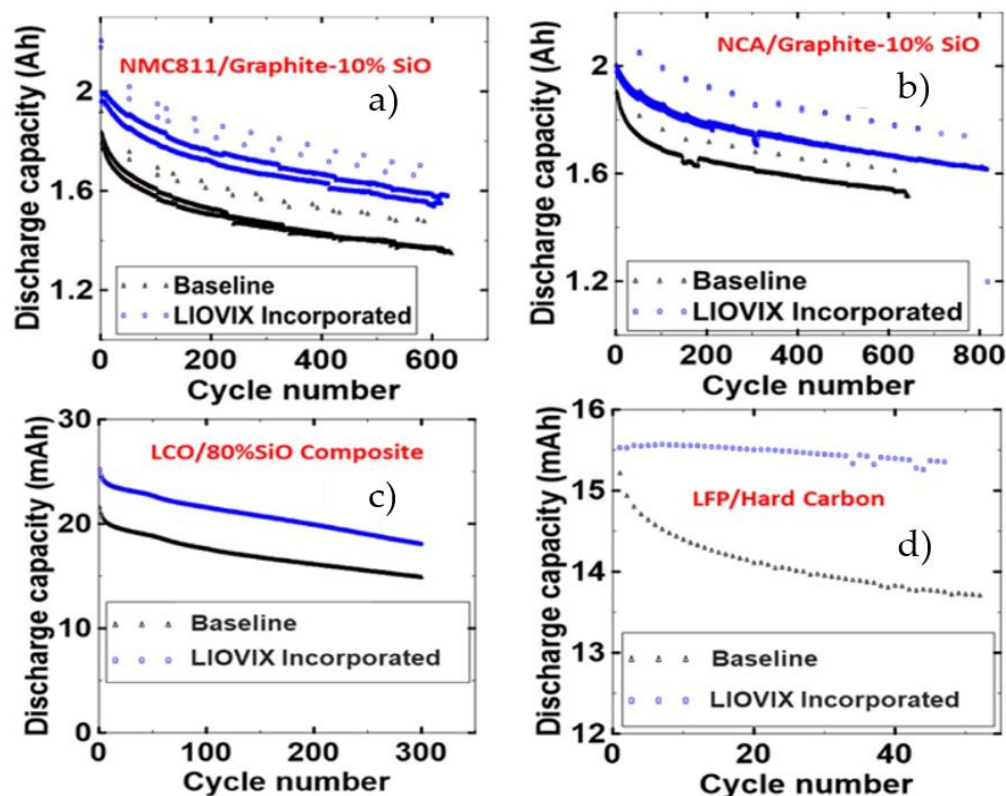 Discharge capacity (Ah)
2
1.6
1.2
NMC811/Graphite-10% SiO
a)
Baseline
LIOVIX Incorporated
0
200
400
600
Cycle number
Discharge capacity (Ah)
2
1.6
1.2
NCA/Graphite-10% SiO
b)
Baseline
LIOVIX Incorporated
0
200
400
600
800
Cycle number
Discharge capacity (mAh)
30
20
10
0
LCO/80%SiO Composite
c)
Baseline
LIOVIX Incorporated
0
100
200
300
Cycle number
Discharge capacity (mAh)
16
15
14
13
12
LFP/Hard Carbon
d)
Baseline
LIOVIX Incorporated
0
20
40
Cycle number